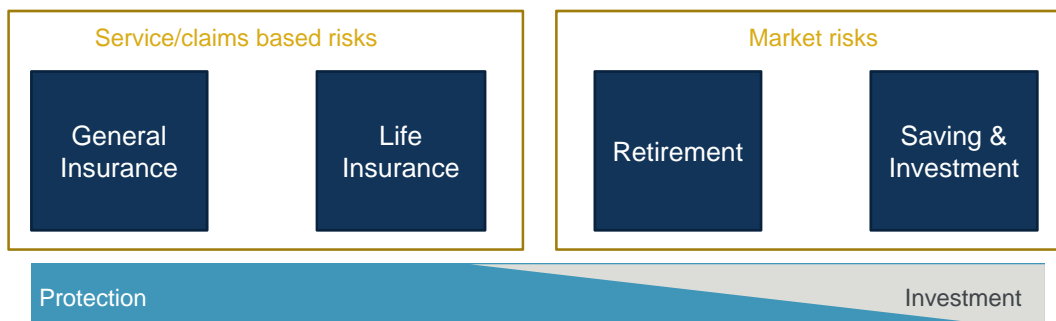 Service/claims based risks
Market risks
General
Insurance
Life
Insurance
Retirement
Saving &
Investment
Protection
Investment